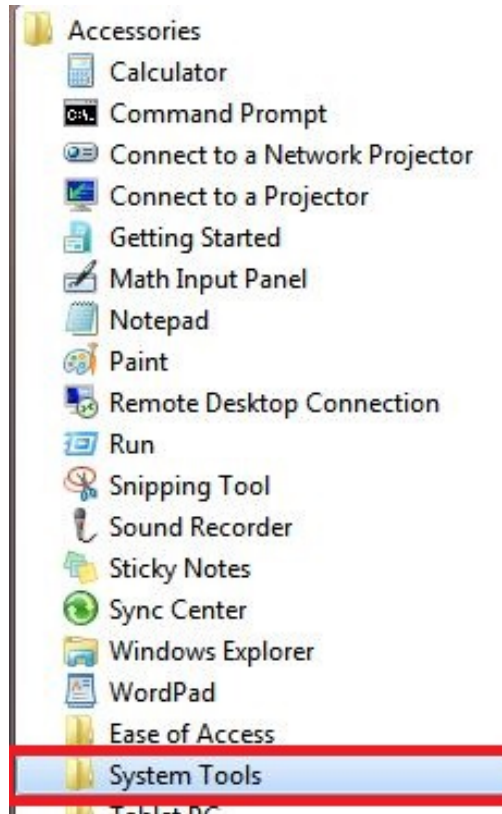 Accessories
Calculator
C:\.
Command Prompt
Connect to a Network Projector
Connect to a Projector
Getting Started
Math Input Panel
Notepad
Paint
Remote Desktop Connection
Run
Snipping Tool
Sound Recorder
Sticky Notes
Sync Center
Windows Explorer
WordPad
Ease of Access
System Tools
Tablet PC